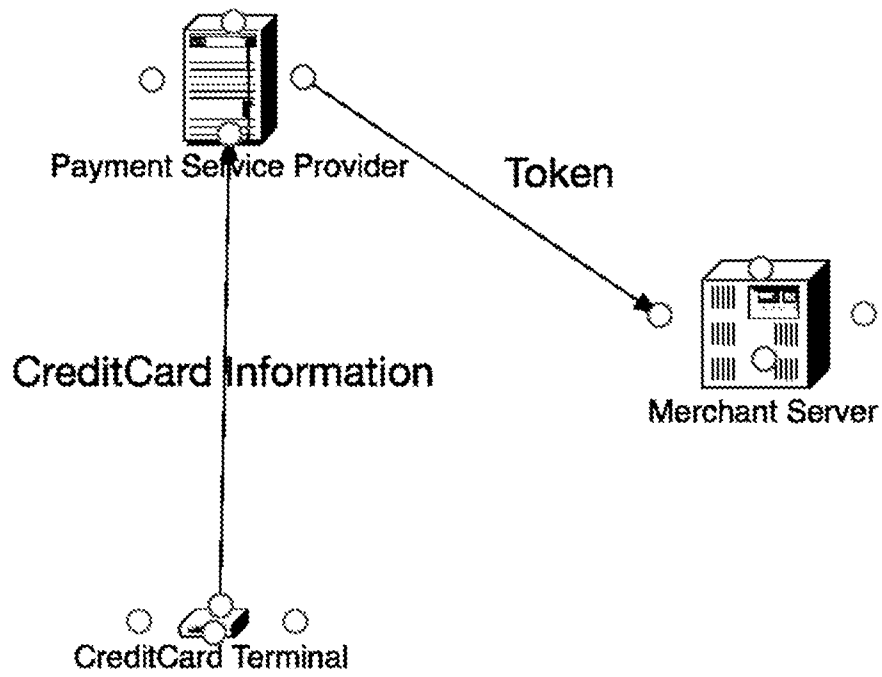 Payment Service Provider
Token
CreditCard Information
Merchant Server
CreditCard Terminal